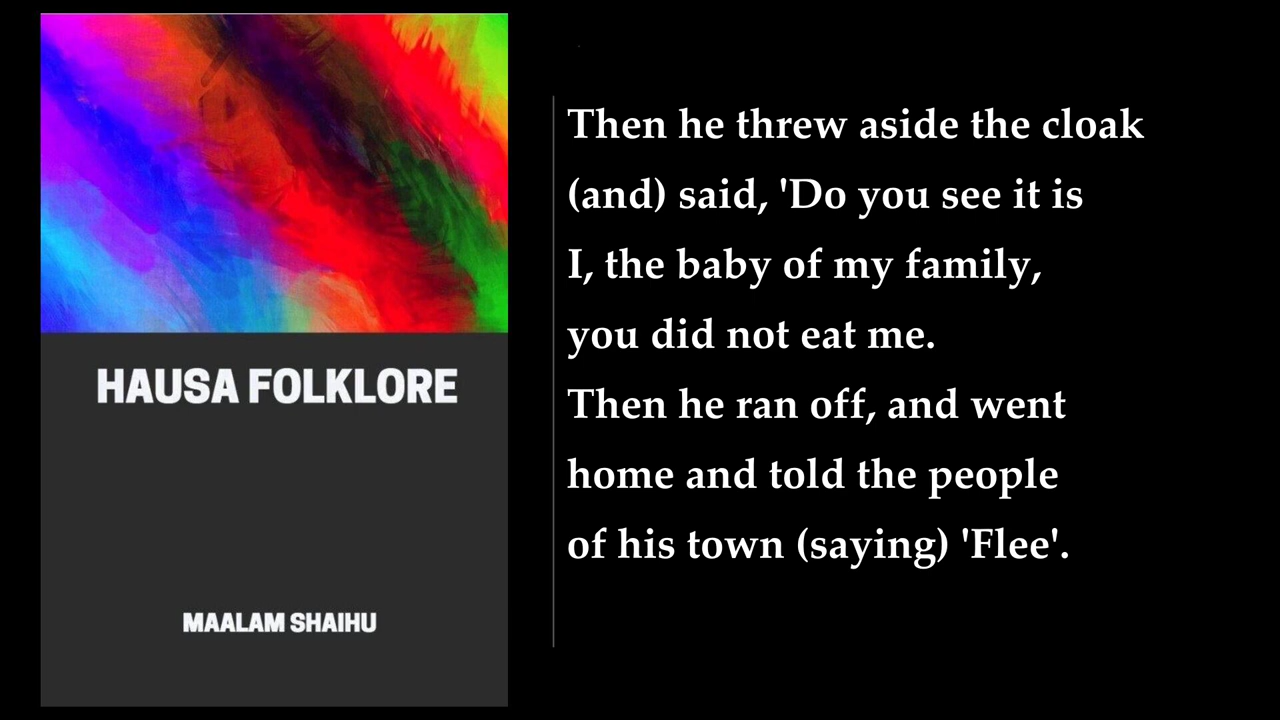 HAUSA FOLKLORE
MAALAM SHAIHU
Then he threw aside the cloak
(and) said, 'Do you see it is
I, the baby of my family,
you did not eat me.
Then he ran off, and went
home and told the people
of his town (saying) 'Flee'.